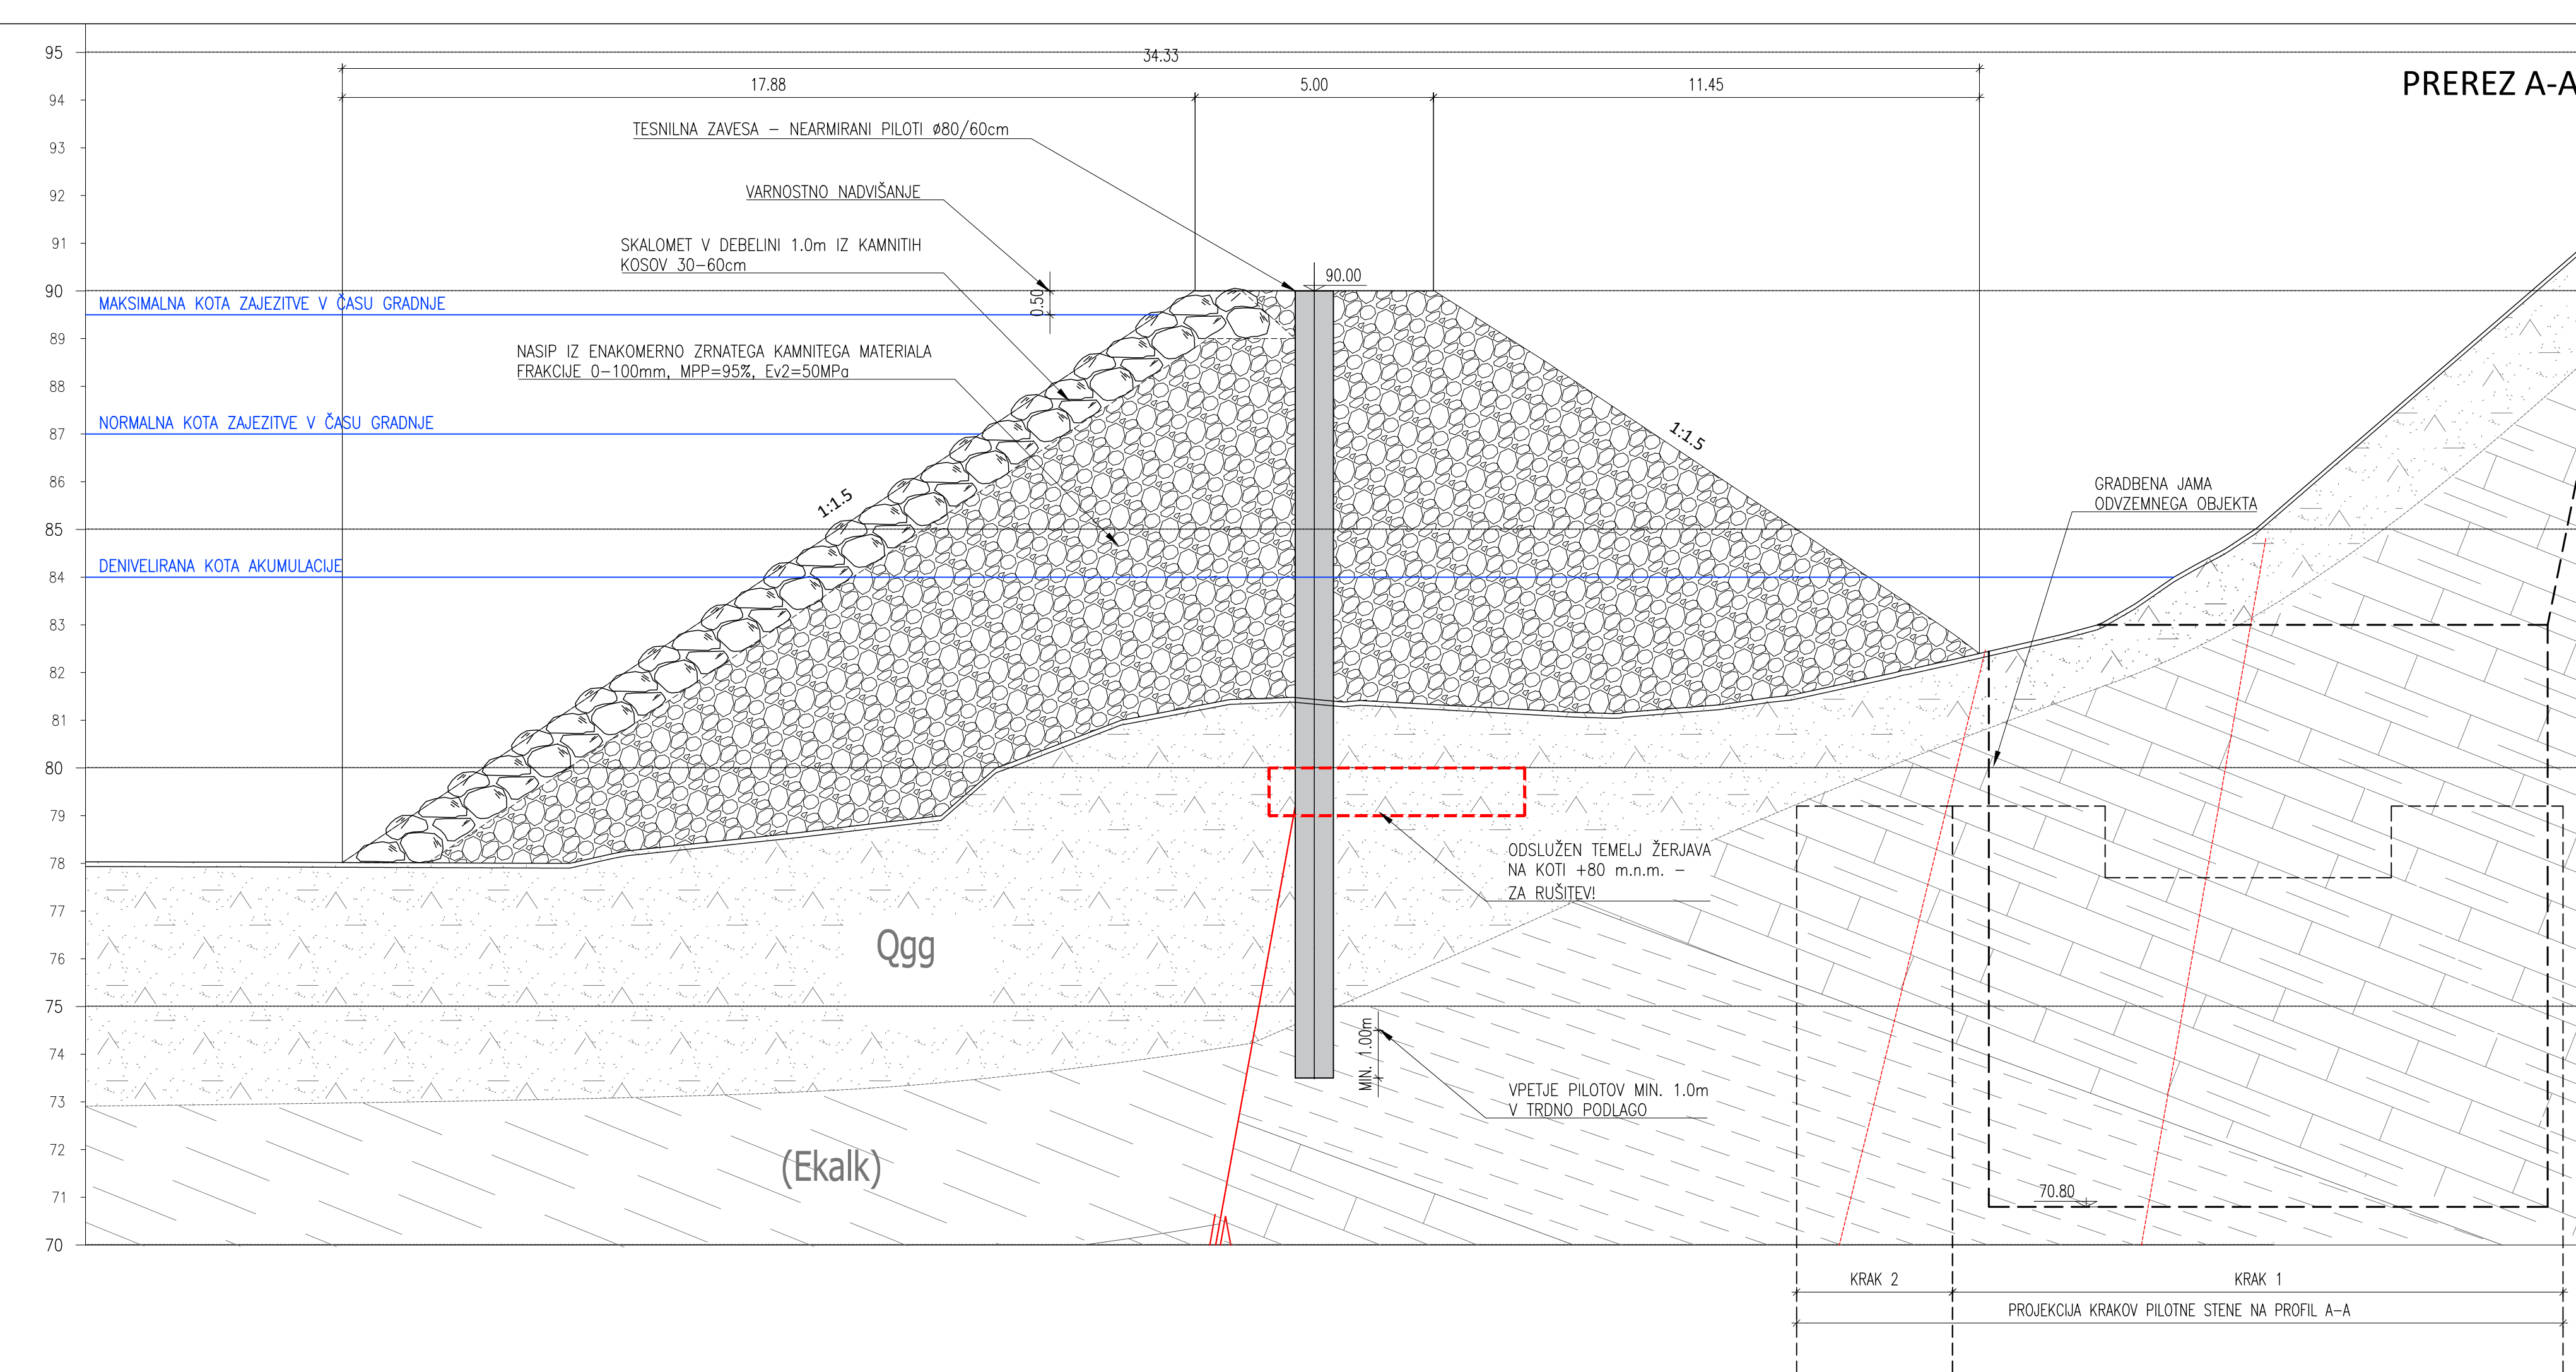 95
94
93
92
91
90
89
88
87
86
85
84
83
82
81
80
79
78
77
76
75
74
73
72
71
70
34.33
17.88
5.00
11.45
PREREZ A-A
TESNILNA ZAVESA - NEARMIRANI PILOTI Ø80/60cm
VARNOSTNO NADVIŠANJE
SKALOMET V DEBELINI 1.0m IZ KAMNITIH
KOSOV 30-60cm
90.00
0.50
MAKSIMALNA KOTA ZAJEZITVE V ČASU GRADNJE
NASIP IZ ENAKOMERNO ZRNATEGA KAMNITEGA MATERIALA
FRAKCIJE 0-100mm, MPP=95%, Ev2=50MPa
NORMALNA KOTA ZAJEZITVE V ČASU GRADNJE
1:1.5
1:1.5
GRADBENA JAMA
ODVZEMNEGA OBJEKTA
DENIVELIRANA KOTA AKUMULACIJE
ODSLUŽEN TEMELJ ŽERJAVA
NA KOTI +80 m.n.m. -
ZA RUŠITEV!
Qgg
MIN. 1.00m
VPETJE PILOTOV MIN. 1.0m
V TRDNO PODLAGO
(Ekalk)
70.80
KRAK 2
KRAK 1
PROJEKCIJA KRAKOV PILOTNE STENE NA PROFIL A-A